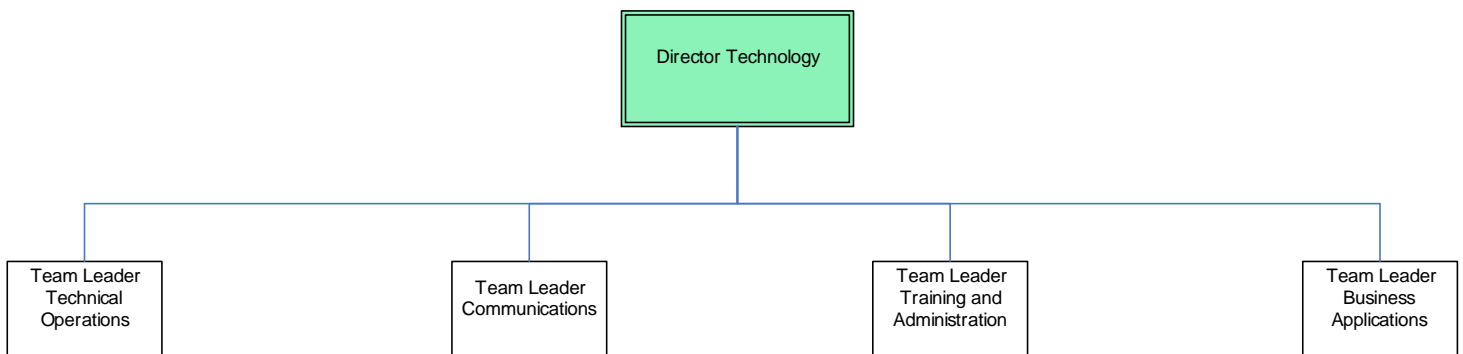 Director Technology
Team Leader
Technical
Operations
Team Leader
Communications
Team Leader
Training and
Administration
Team Leader
Business
Applications